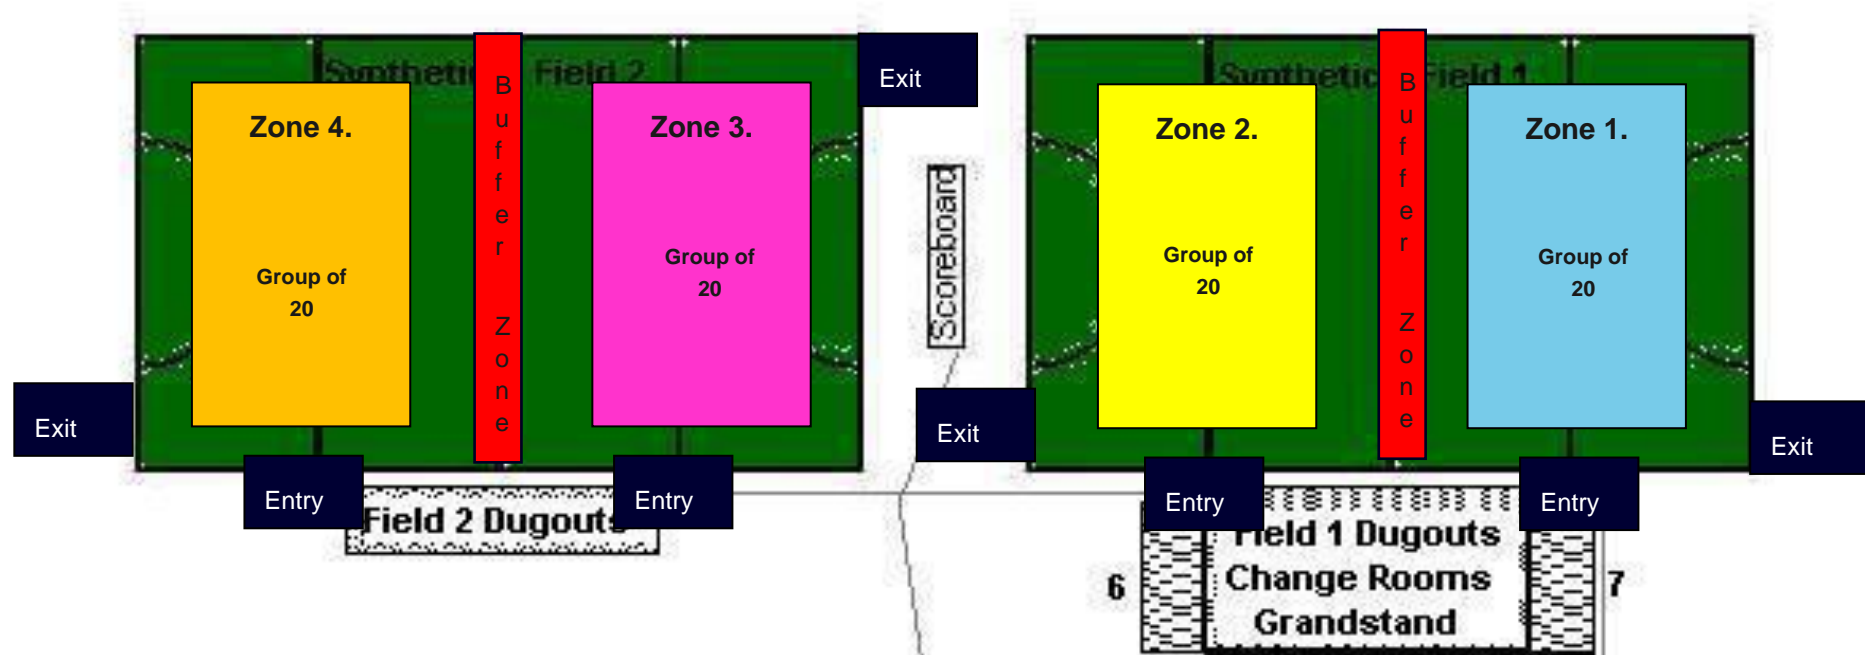 Synthetic Field 2
Synthetic Field 1
Exit
Zone 4.
Buffer Zone
Zone 3.
Zone 2.
Buffer Zone
Zone 1.
Scoreboard
Group of
20
Group of
20
Group of
20
Group of
20
Exit
Exit
Exit
Entry
Entry
Entry
Entry
Field 2 Dugouts
Field 1 Dugouts
6
Change Rooms
7
Grandstand